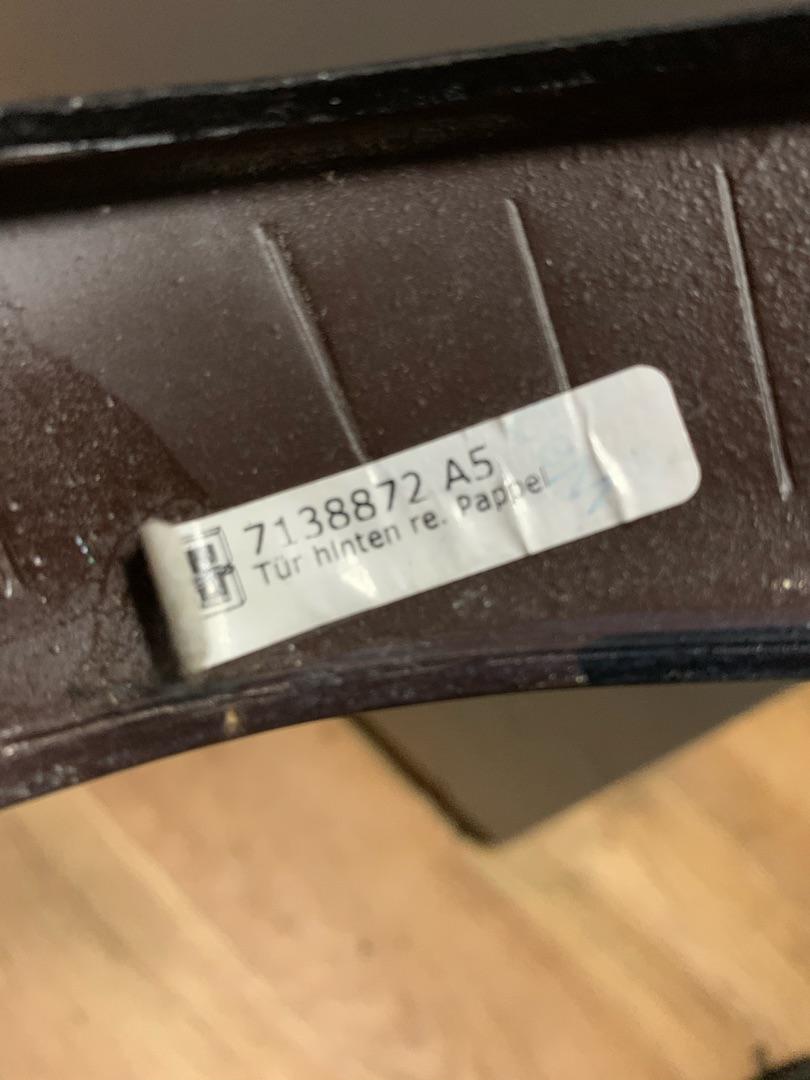 7138872 A5
Tür hinten re. Pappel